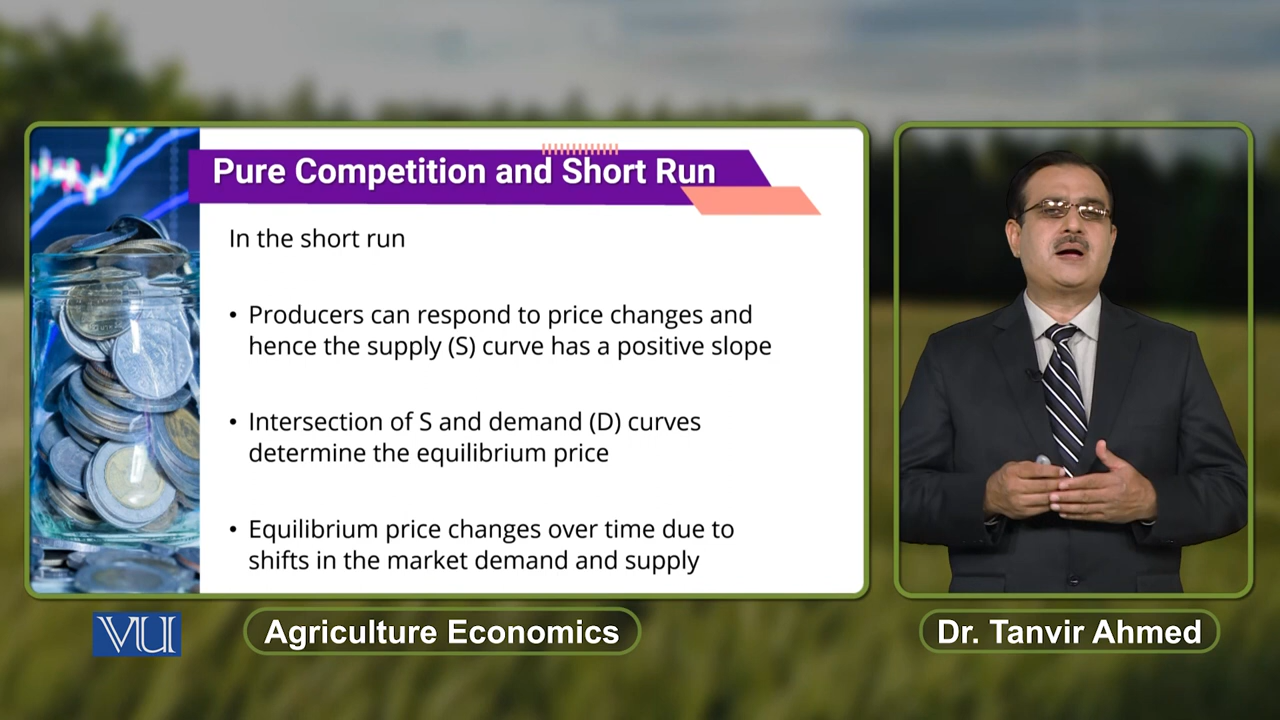 Pure Competition and Short Run
In the short run
• Producers can respond to price changes and
hence the supply (S) curve has a positive slope
• Intersection of S and demand (D) curves
determine the equilibrium price
• Equilibrium price changes over time due to
shifts in the market demand and supply
VU
Agriculture Economics
Dr. Tanvir Ahmed